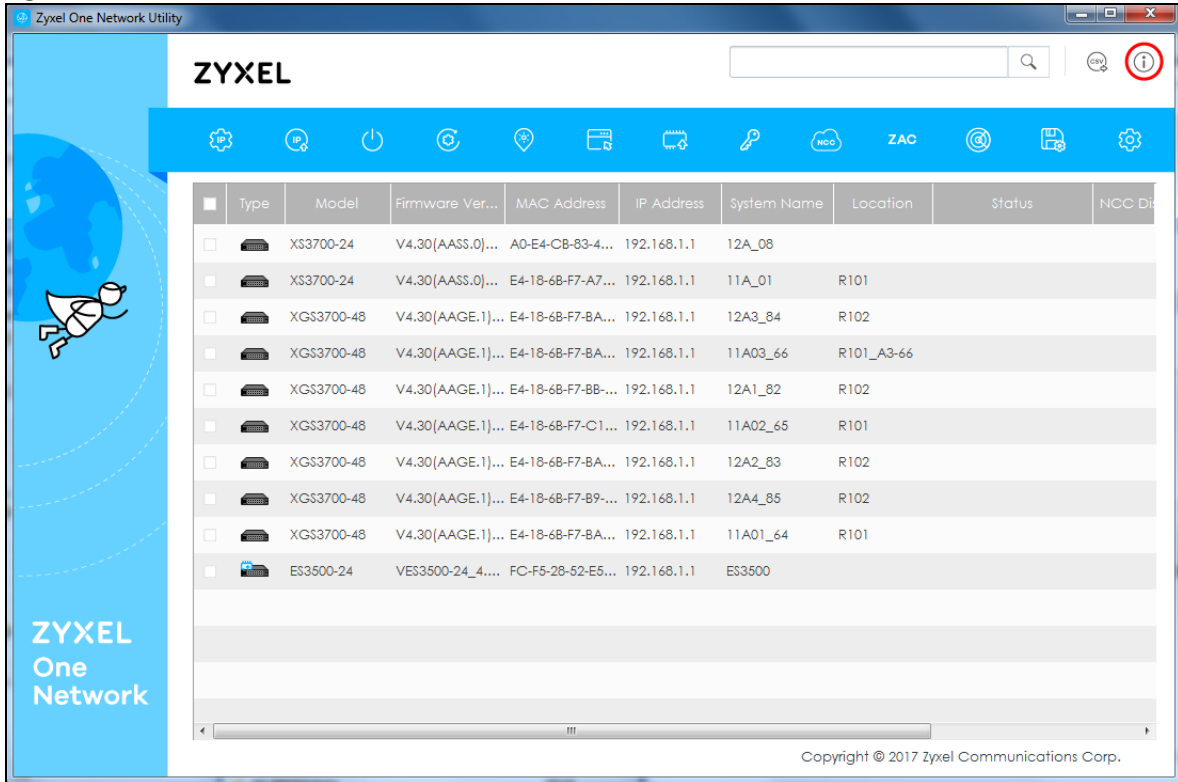 Zyxel One Network Utility
ZYXEL
CSV
IP IP NCC ZAC
Type Model Firmware Ver... MAC Address IP Address System Name Location Status NCC Di
XS3700-24 V4.30(AASS.0)... A0-E4-CB-83-4... 192.168.1.1 12A_08
XS3700-24 V4.30(AASS.0)... E4-18-6B-F7-A7... 192.168.1.1 11A_01 R101
XGS3700-48 V4.30(AAGE.1)... E4-18-6B-F7-BA... 192.168.1.1 12A3_84 R102
XGS3700-48 V4.30(AAGE.1)... E4-18-6B-F7-BA... 192.168.1.1 11A03_66 R101_A3-66
XGS3700-48 V4.30(AAGE.1)... E4-18-6B-F7-BB-... 192.168.1.1 12A1_82 R102
XGS3700-48 V4.30(AAGE.1)... E4-18-6B-F7-C1... 192.168.1.1 11A02_65 R101
XGS3700-48 V4.30(AAGE.1)... E4-18-6B-F7-BA... 192.168.1.1 12A2_83 R102
XGS3700-48 V4.30(AAGE.1)... E4-18-6B-F7-B9-... 192.168.1.1 12A4_85 R102
XGS3700-48 V4.30(AAGE.1)... E4-18-6B-F7-BA... 192.168.1.1 11A01_64 R101
ES3500-24 VES3500-24_4.... FC-F5-28-52-E5... 192.168.1.1 ES3500
ZYXEL
One
Network
Copyright © 2017 Zyxel Communications Corp.